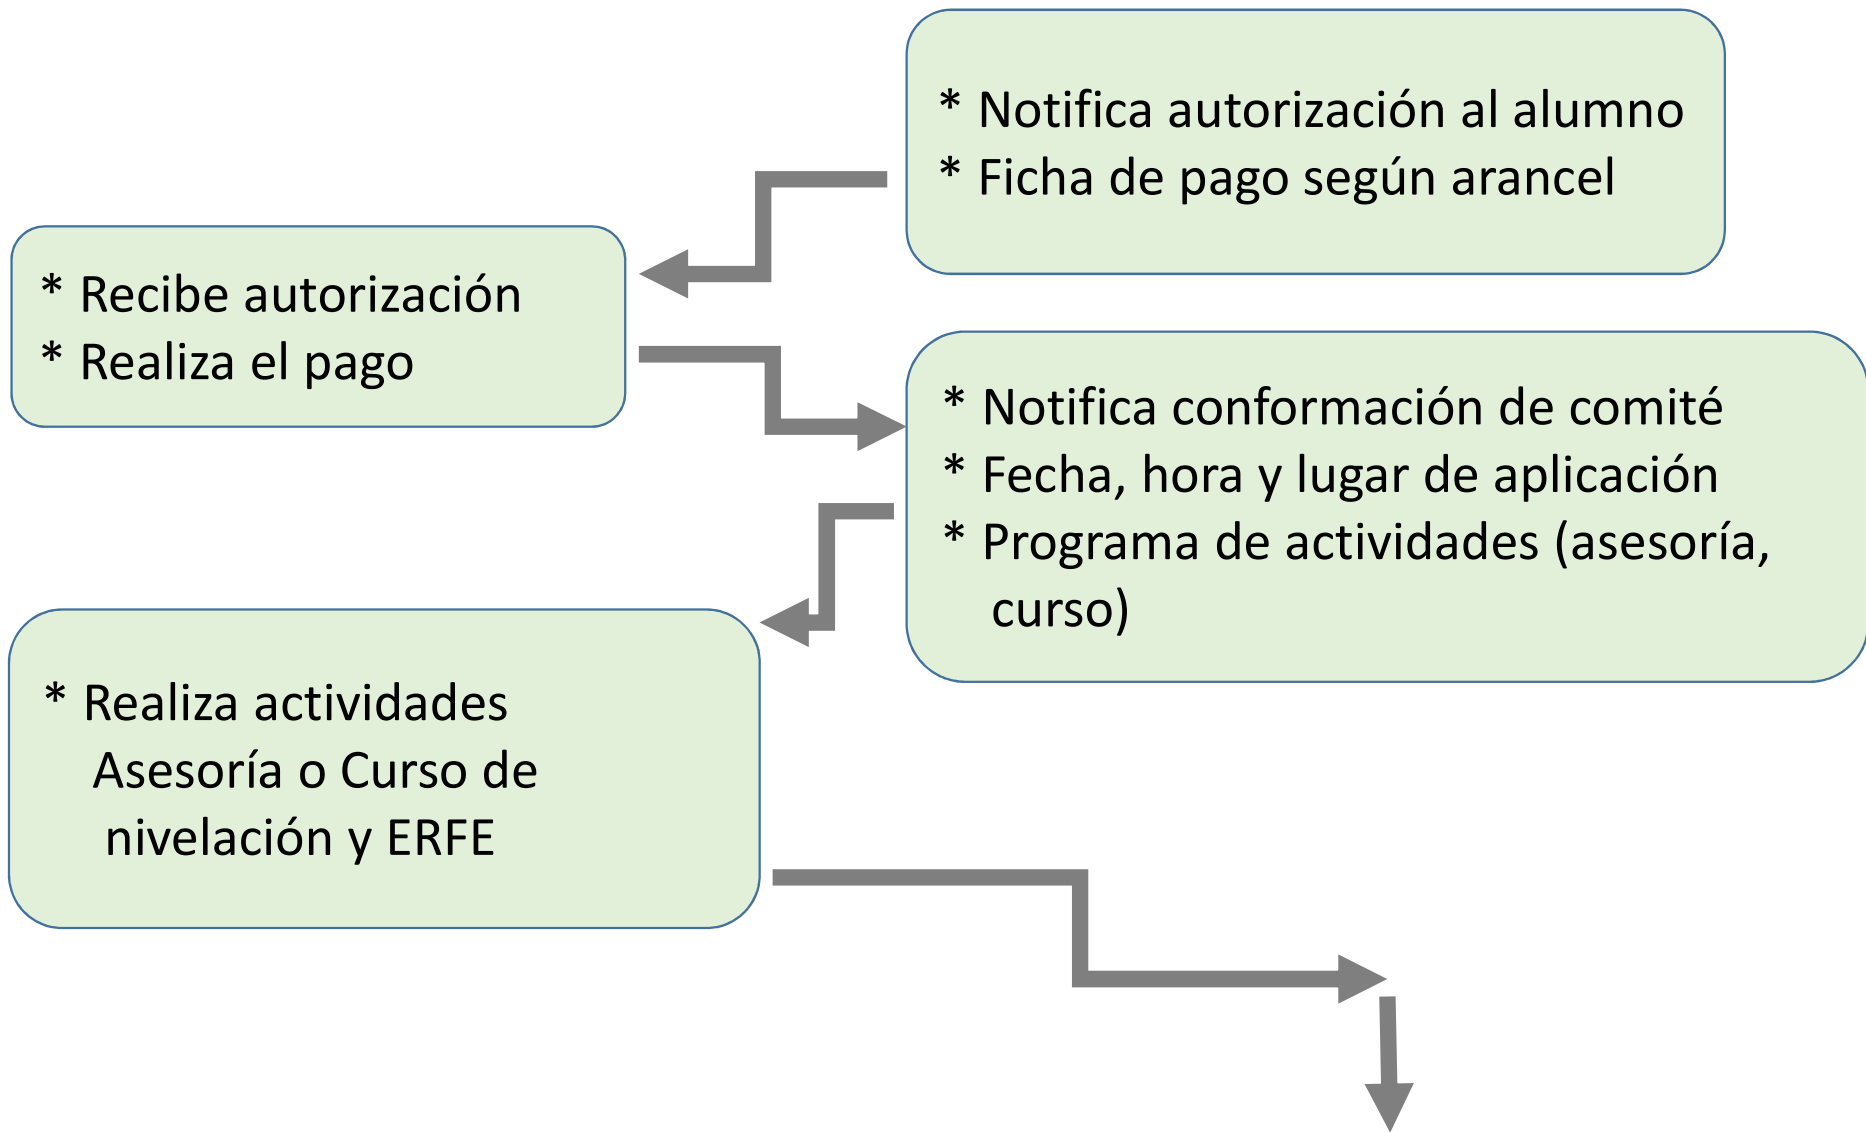 * Notifica autorización al alumno
* Ficha de pago según arancel
* Recibe autorización
* Realiza el pago
* Notifica conformación de comité
* Fecha, hora y lugar de aplicación
* Programa de actividades (asesoría,
curso)
* Realiza actividades
Asesoría o Curso de
nivelación y ERFE